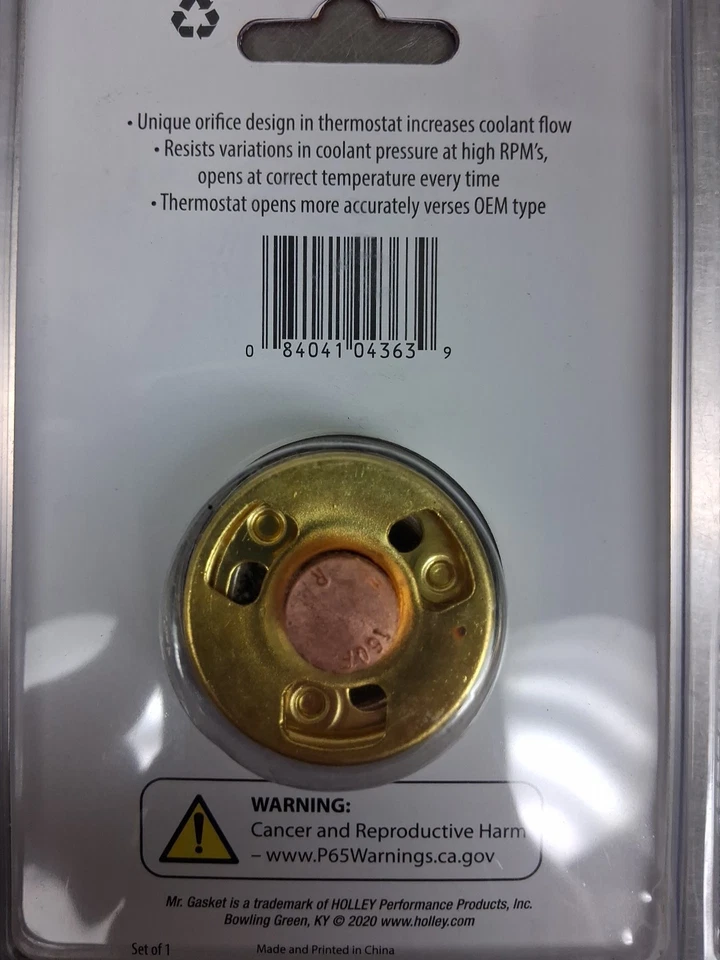 • Unique orifice design in thermostat increases coolant flow
• Resists variations in coolant pressure at high RPM's,
opens at correct temperature every time
• Thermostat opens more accurately verses OEM type
0 84041 04363 9
WARNING:
Cancer and Reproductive Harm
– www.P65Warnings.ca.gov
Mr. Gasket is a trademark of HOLLEY Performance Products, Inc.
Bowling Green, KY © 2020 www.holley.com
Set of 1
Made and Printed in China